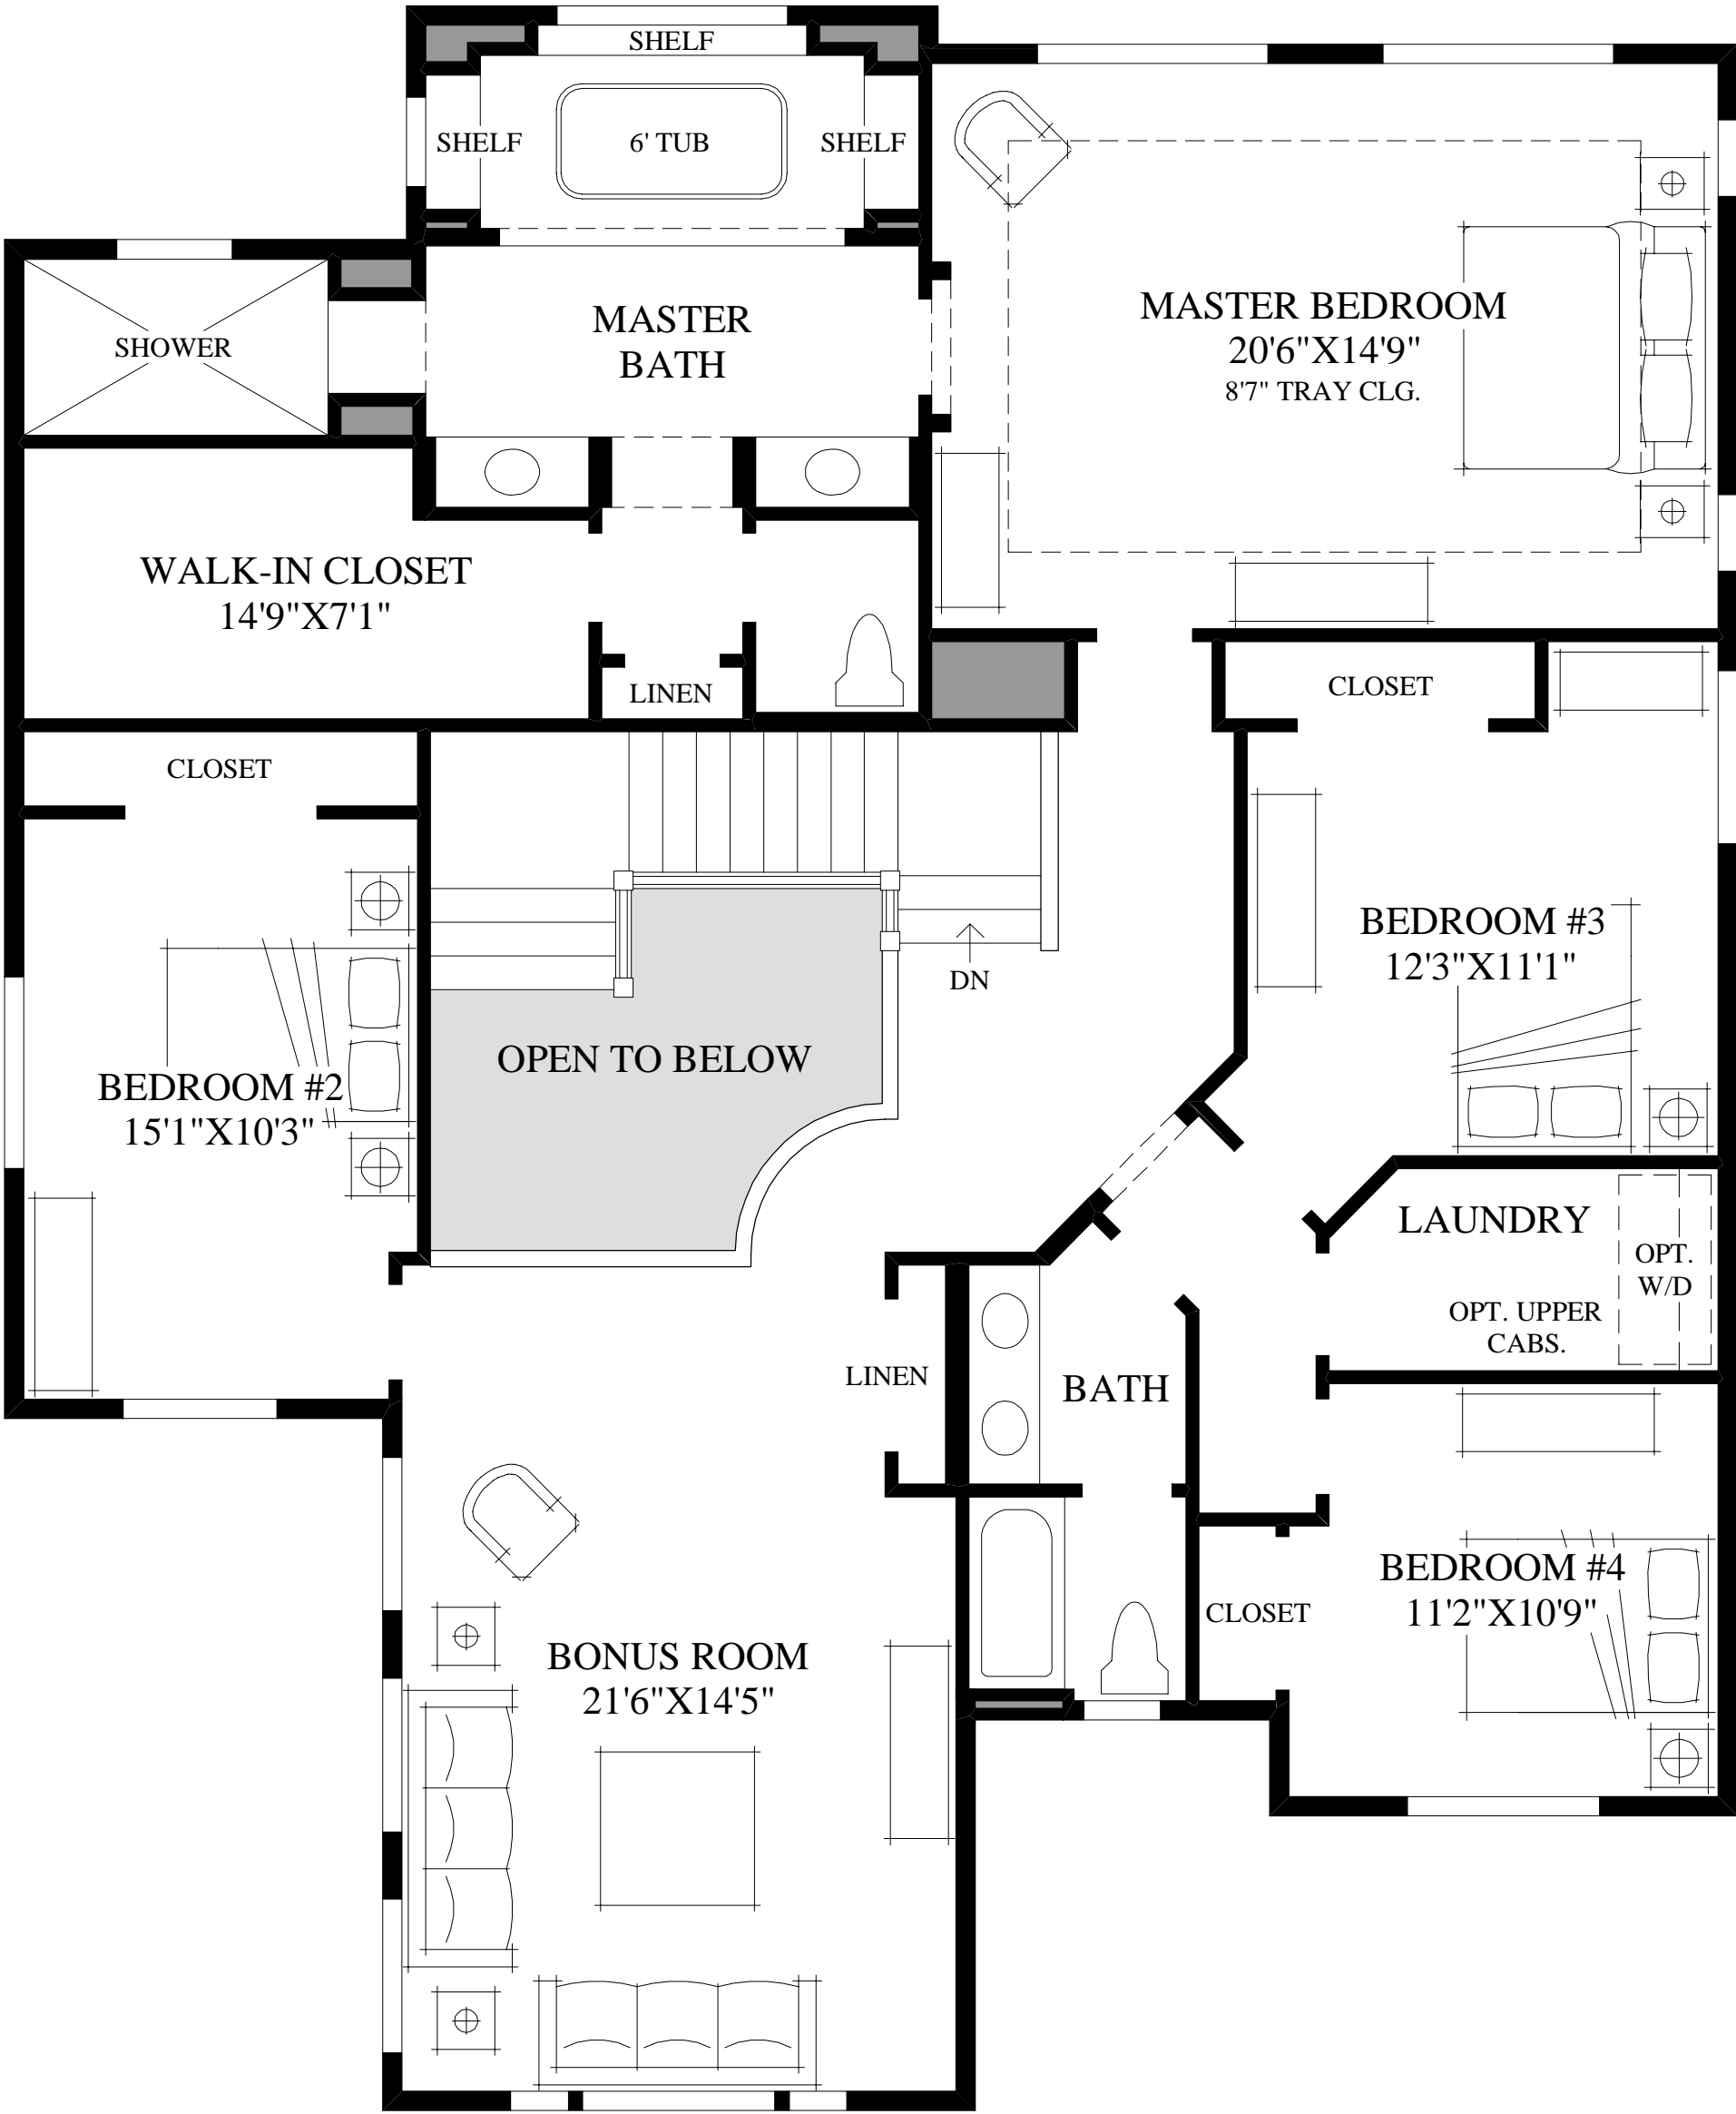 SHELF
SHELF
6' TUB
SHELF
MASTER
BATH
MASTER BEDROOM
20'6"X14'9"
8'7" TRAY CLG.
SHOWER
WALK-IN CLOSET
14'9"X7'1"
LINEN
CLOSET
CLOSET
BEDROOM #3
12'3"X11'1"
DN
OPEN TO BELOW
BEDROOM #2
15'1"X10'3"
LAUNDRY
OPT.
W/D
OPT. UPPER
CABS.
LINEN
BATH
BEDROOM #4
11'2"X10'9"
CLOSET
BONUS ROOM
21'6"X14'5"